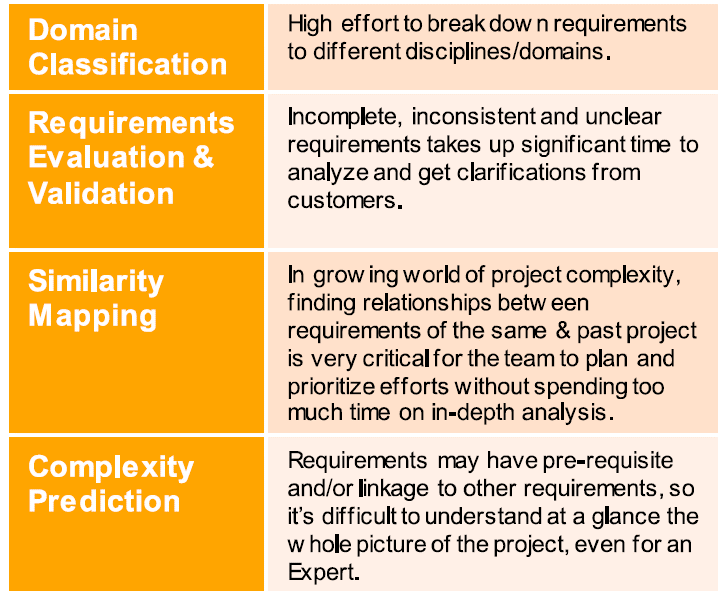 Domain
Classification
High effort to break down requirements
to different disciplines/domains.
Requirements
Evaluation &
Validation
Incomplete, inconsistent and unclear
requirements takes up significant time to
analyze and get clarifications from
customers.
Similarity
Mapping
In growing world of project complexity,
finding relationships between
requirements of the same & past project
is very critical for the team to plan and
prioritize efforts without spending too
much time on in-depth analysis.
Complexity
Prediction
Requirements may have pre-requisite
and/or linkage to other requirements, so
it's difficult to understand at a glance the
whole picture of the project, even for an
Expert.